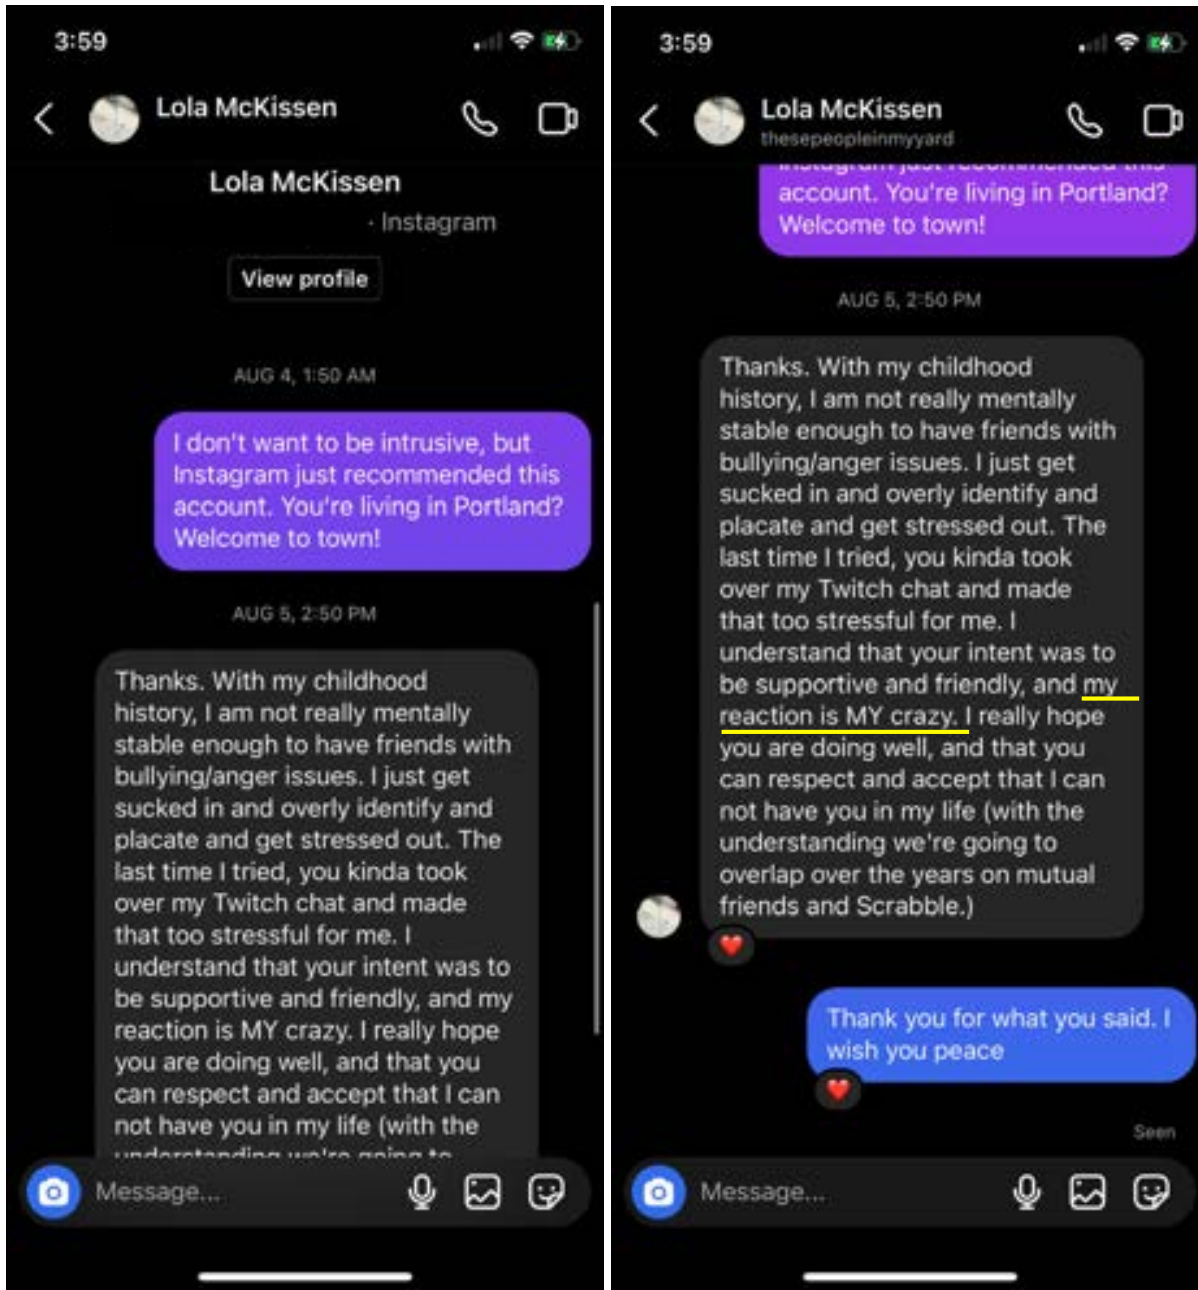 3:59
Lola McKissen
Lola McKissen
· Instagram
View profile
AUG 4, 1:50 AM
I don't want to be intrusive, but
Instagram just recommended this
account. You're living in Portland?
Welcome to town!
AUG 5, 2:50 PM
Thanks. With my childhood
history, I am not really mentally
stable enough to have friends with
bullying/anger issues. I just get
sucked in and overly identify and
placate and get stressed out. The
last time I tried, you kinda took
over my Twitch chat and made
that too stressful for me. I
understand that your intent was to
be supportive and friendly, and my
reaction is MY crazy. I really hope
you are doing well, and that you
can respect and accept that I can
not have you in my life (with the
understanding we're going to
Message...
3:59
Lola McKissen
thesepeopleinmyyard
Instagram just recommended this
account. You're living in Portland?
Welcome to town!
AUG 5, 2:50 PM
Thanks. With my childhood
history, I am not really mentally
stable enough to have friends with
bullying/anger issues. I just get
sucked in and overly identify and
placate and get stressed out. The
last time I tried, you kinda took
over my Twitch chat and made
that too stressful for me. I
understand that your intent was to
be supportive and friendly, and my
reaction is MY crazy. I really hope
you are doing well, and that you
can respect and accept that I can
not have you in my life (with the
understanding we're going to
overlap over the years on mutual
friends and Scrabble.)
Thank you for what you said. I
wish you peace
Seen
Message...